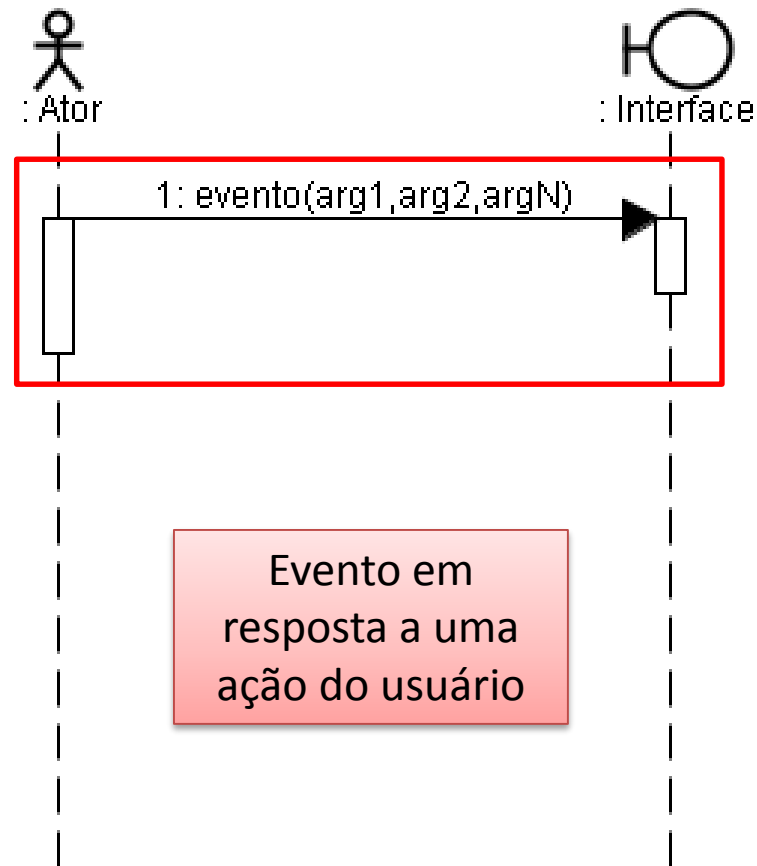 : Ator
: Interface
1: evento(arg1,arg2,argN)
Evento em
resposta a uma
ação do usuário